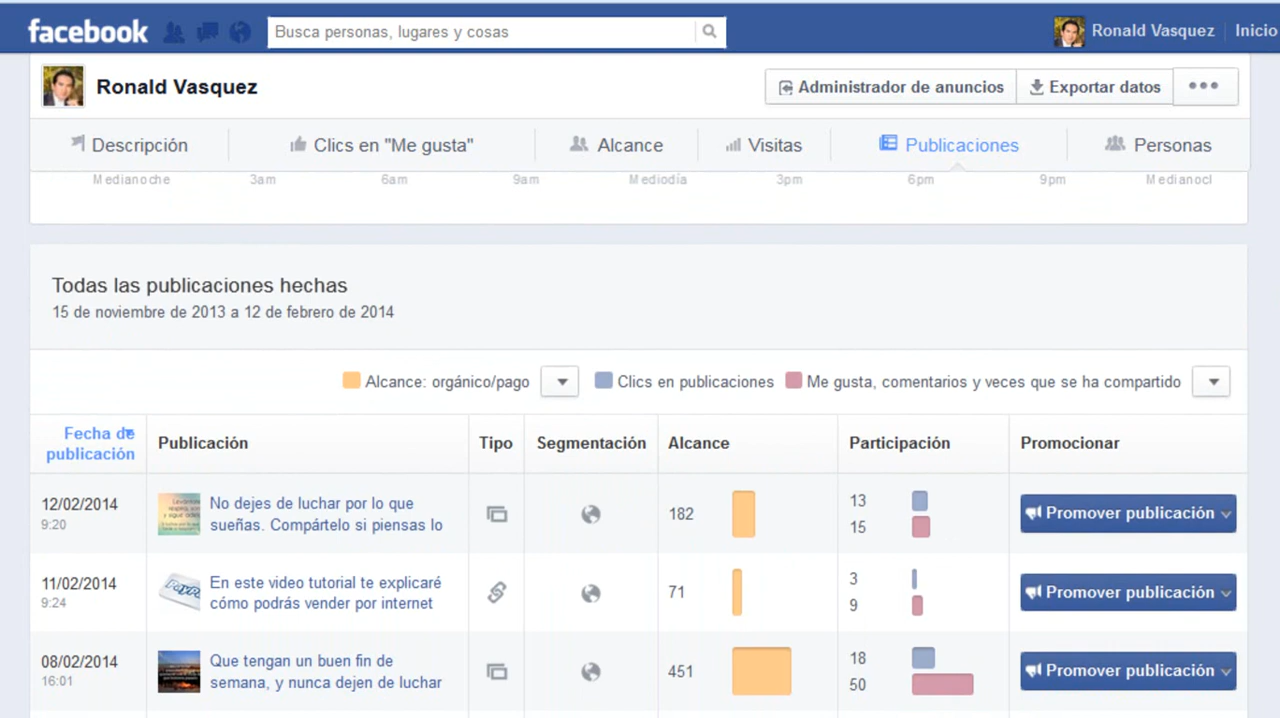 facebook
Busca personas, lugares y cosas
Ronald Vasquez
Inicio
Ronald Vasquez
Administrador de anuncios
Exportar datos
Descripción
Clics en "Me gusta"
Alcance
Visitas
Publicaciones
Personas
Medianoche 3am 6am 9am Mediodía 3pm 6pm 9pm Medianocl
Todas las publicaciones hechas
15 de noviembre de 2013 a 12 de febrero de 2014
Alcance: orgánico/pago
Clics en publicaciones
Me gusta, comentarios y veces que se ha compartido
Fecha de
publicación
Publicación
Tipo
Segmentación
Alcance
Participación
Promocionar
12/02/2014
9:20
No dejes de luchar por lo que
sueñas. Compártelo si piensas lo
182
13
15
Promover publicación
11/02/2014
9:24
En este video tutorial te explicaré
cómo podrás vender por internet
71
3
9
Promover publicación
08/02/2014
16:01
Que tengan un buen fin de
semana, y nunca dejen de luchar
451
18
50
Promover publicación